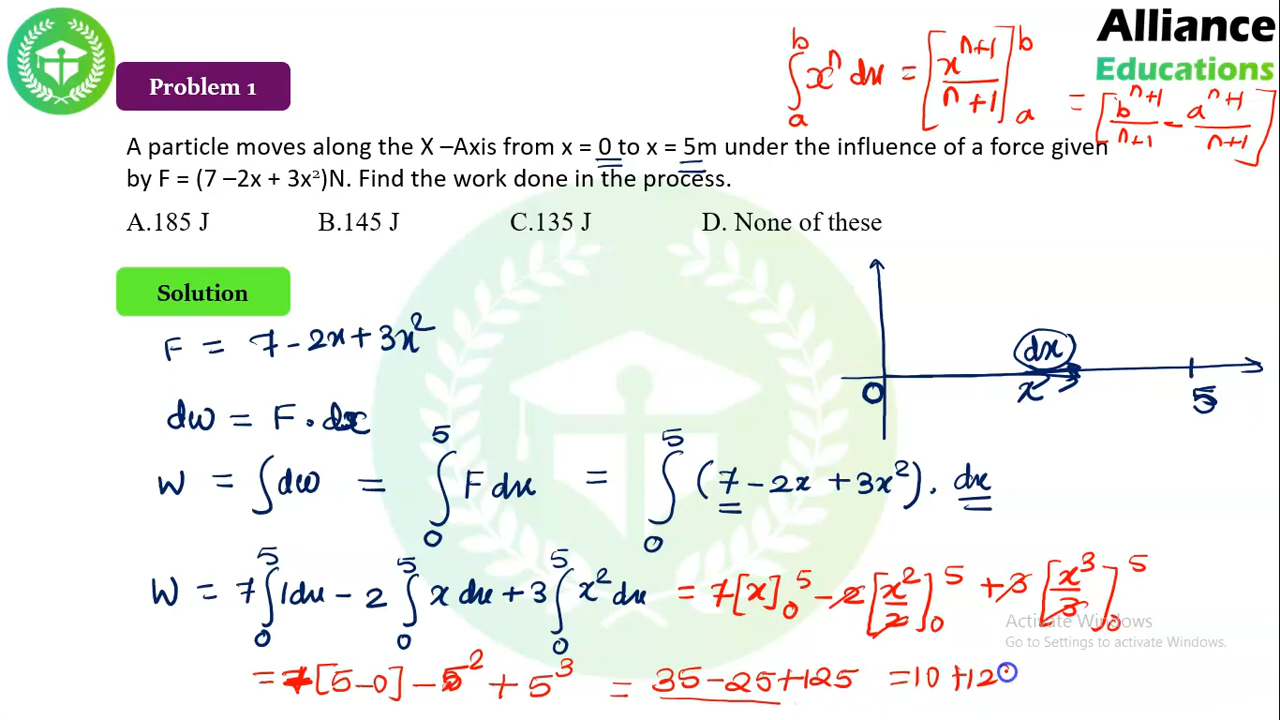 Alliance
Educations
∫ₐᵇ xⁿ dx = [xⁿ⁺¹/n+1]ₐᵇ = [bⁿ⁺¹/n+1 - aⁿ⁺¹/n+1]
Problem 1
A particle moves along the X –Axis from x = 0 to x = 5m under the influence of a force given
by F = (7 –2x + 3x²)N. Find the work done in the process.
A.185 J B.145 J C.135 J D. None of these
Solution
F = 7 - 2x + 3x²
dx
0 x 5
dw = F . dx
W = ∫dw = ∫₀⁵ F dx = ∫₀⁵ (7 - 2x + 3x²) . dx
W = 7 ∫₀⁵ 1dx - 2 ∫₀⁵ x dx + 3 ∫₀⁵ x² dx = 7[x]₀⁵ - 2[x²/2]₀⁵ + 3[x³/3]₀⁵
Activate Windows
Go to Settings to activate Windows.
= 7[5-0] - 5² + 5³ = 35 - 25 + 125 = 10 + 12